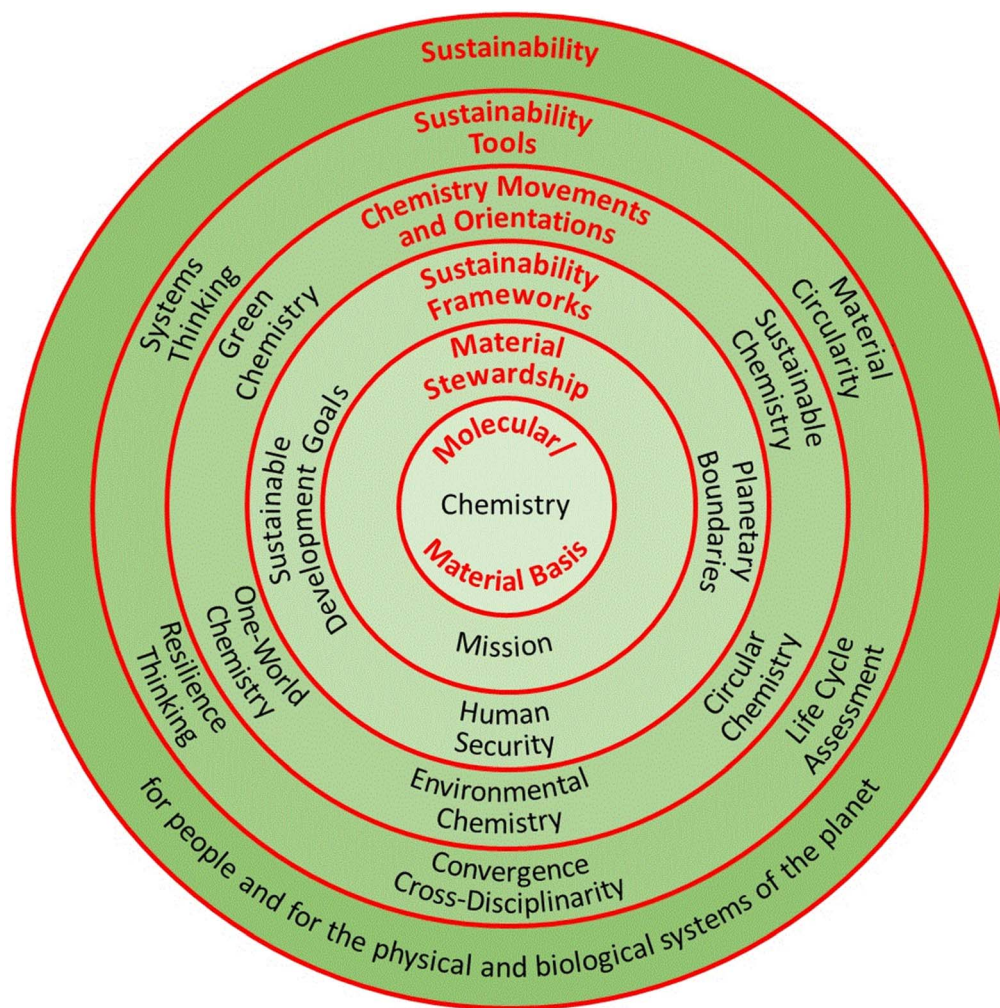 Sustainability
Sustainability
Tools
Chemistry Movements
and Orientations
Sustainability
Frameworks
Material
Stewardship
Molecular/
Chemistry
Material Basis
Mission
Systems
Thinking
Green
Chemistry
Sustainable
Development Goals
Material
Circularity
Sustainable
Chemistry
Planetary
Boundaries
One-World
Chemistry
Resilience
Thinking
Circular
Chemistry
Life Cycle
Assessment
Human
Security
Environmental
Chemistry
Convergence
Cross-Disciplinarity
for people and for the physical and biological systems of the planet